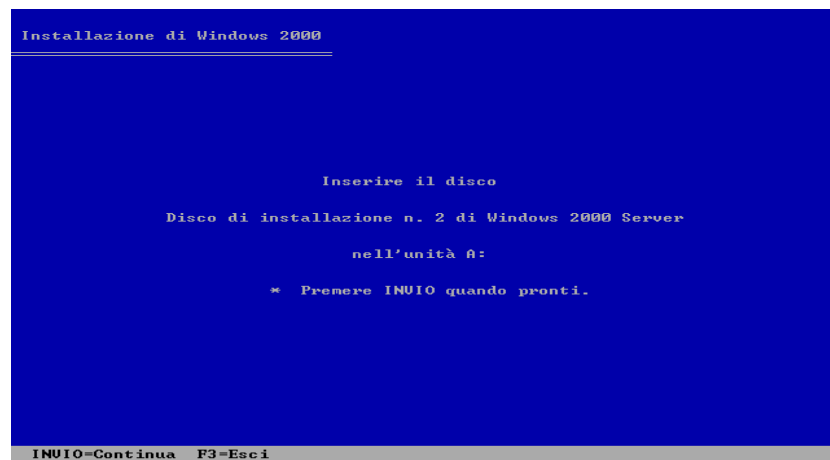 Installazione di Windows 2000
Inserire il disco
Disco di installazione n. 2 di Windows 2000 Server
nell'unità A:
* Premere INVIO quando pronti.
INVIO=Continua F3=Esci